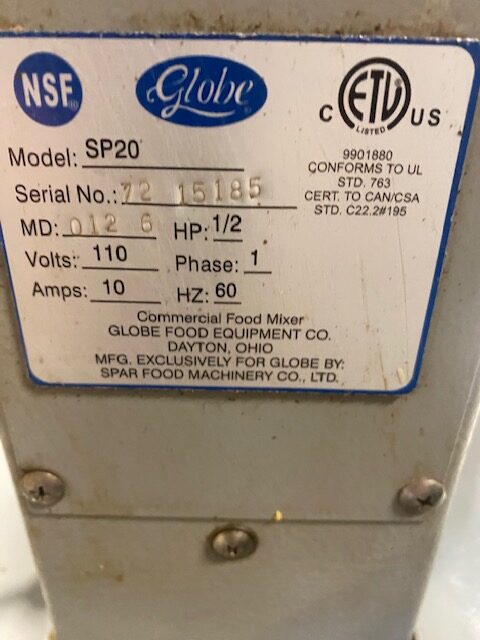 NSF
Globe
C ETL US
LISTED
9901880
CONFORMS TO UL
STD. 763
CERT. TO CAN/CSA
STD. C22.2#195
Model: SP20
Serial No.: 72 15185
MD: 012 6 HP: 1/2
Volts: 110 Phase: 1
Amps: 10 HZ: 60
Commercial Food Mixer
GLOBE FOOD EQUIPMENT CO.
DAYTON, OHIO
MFG. EXCLUSIVELY FOR GLOBE BY:
SPAR FOOD MACHINERY CO., LTD.